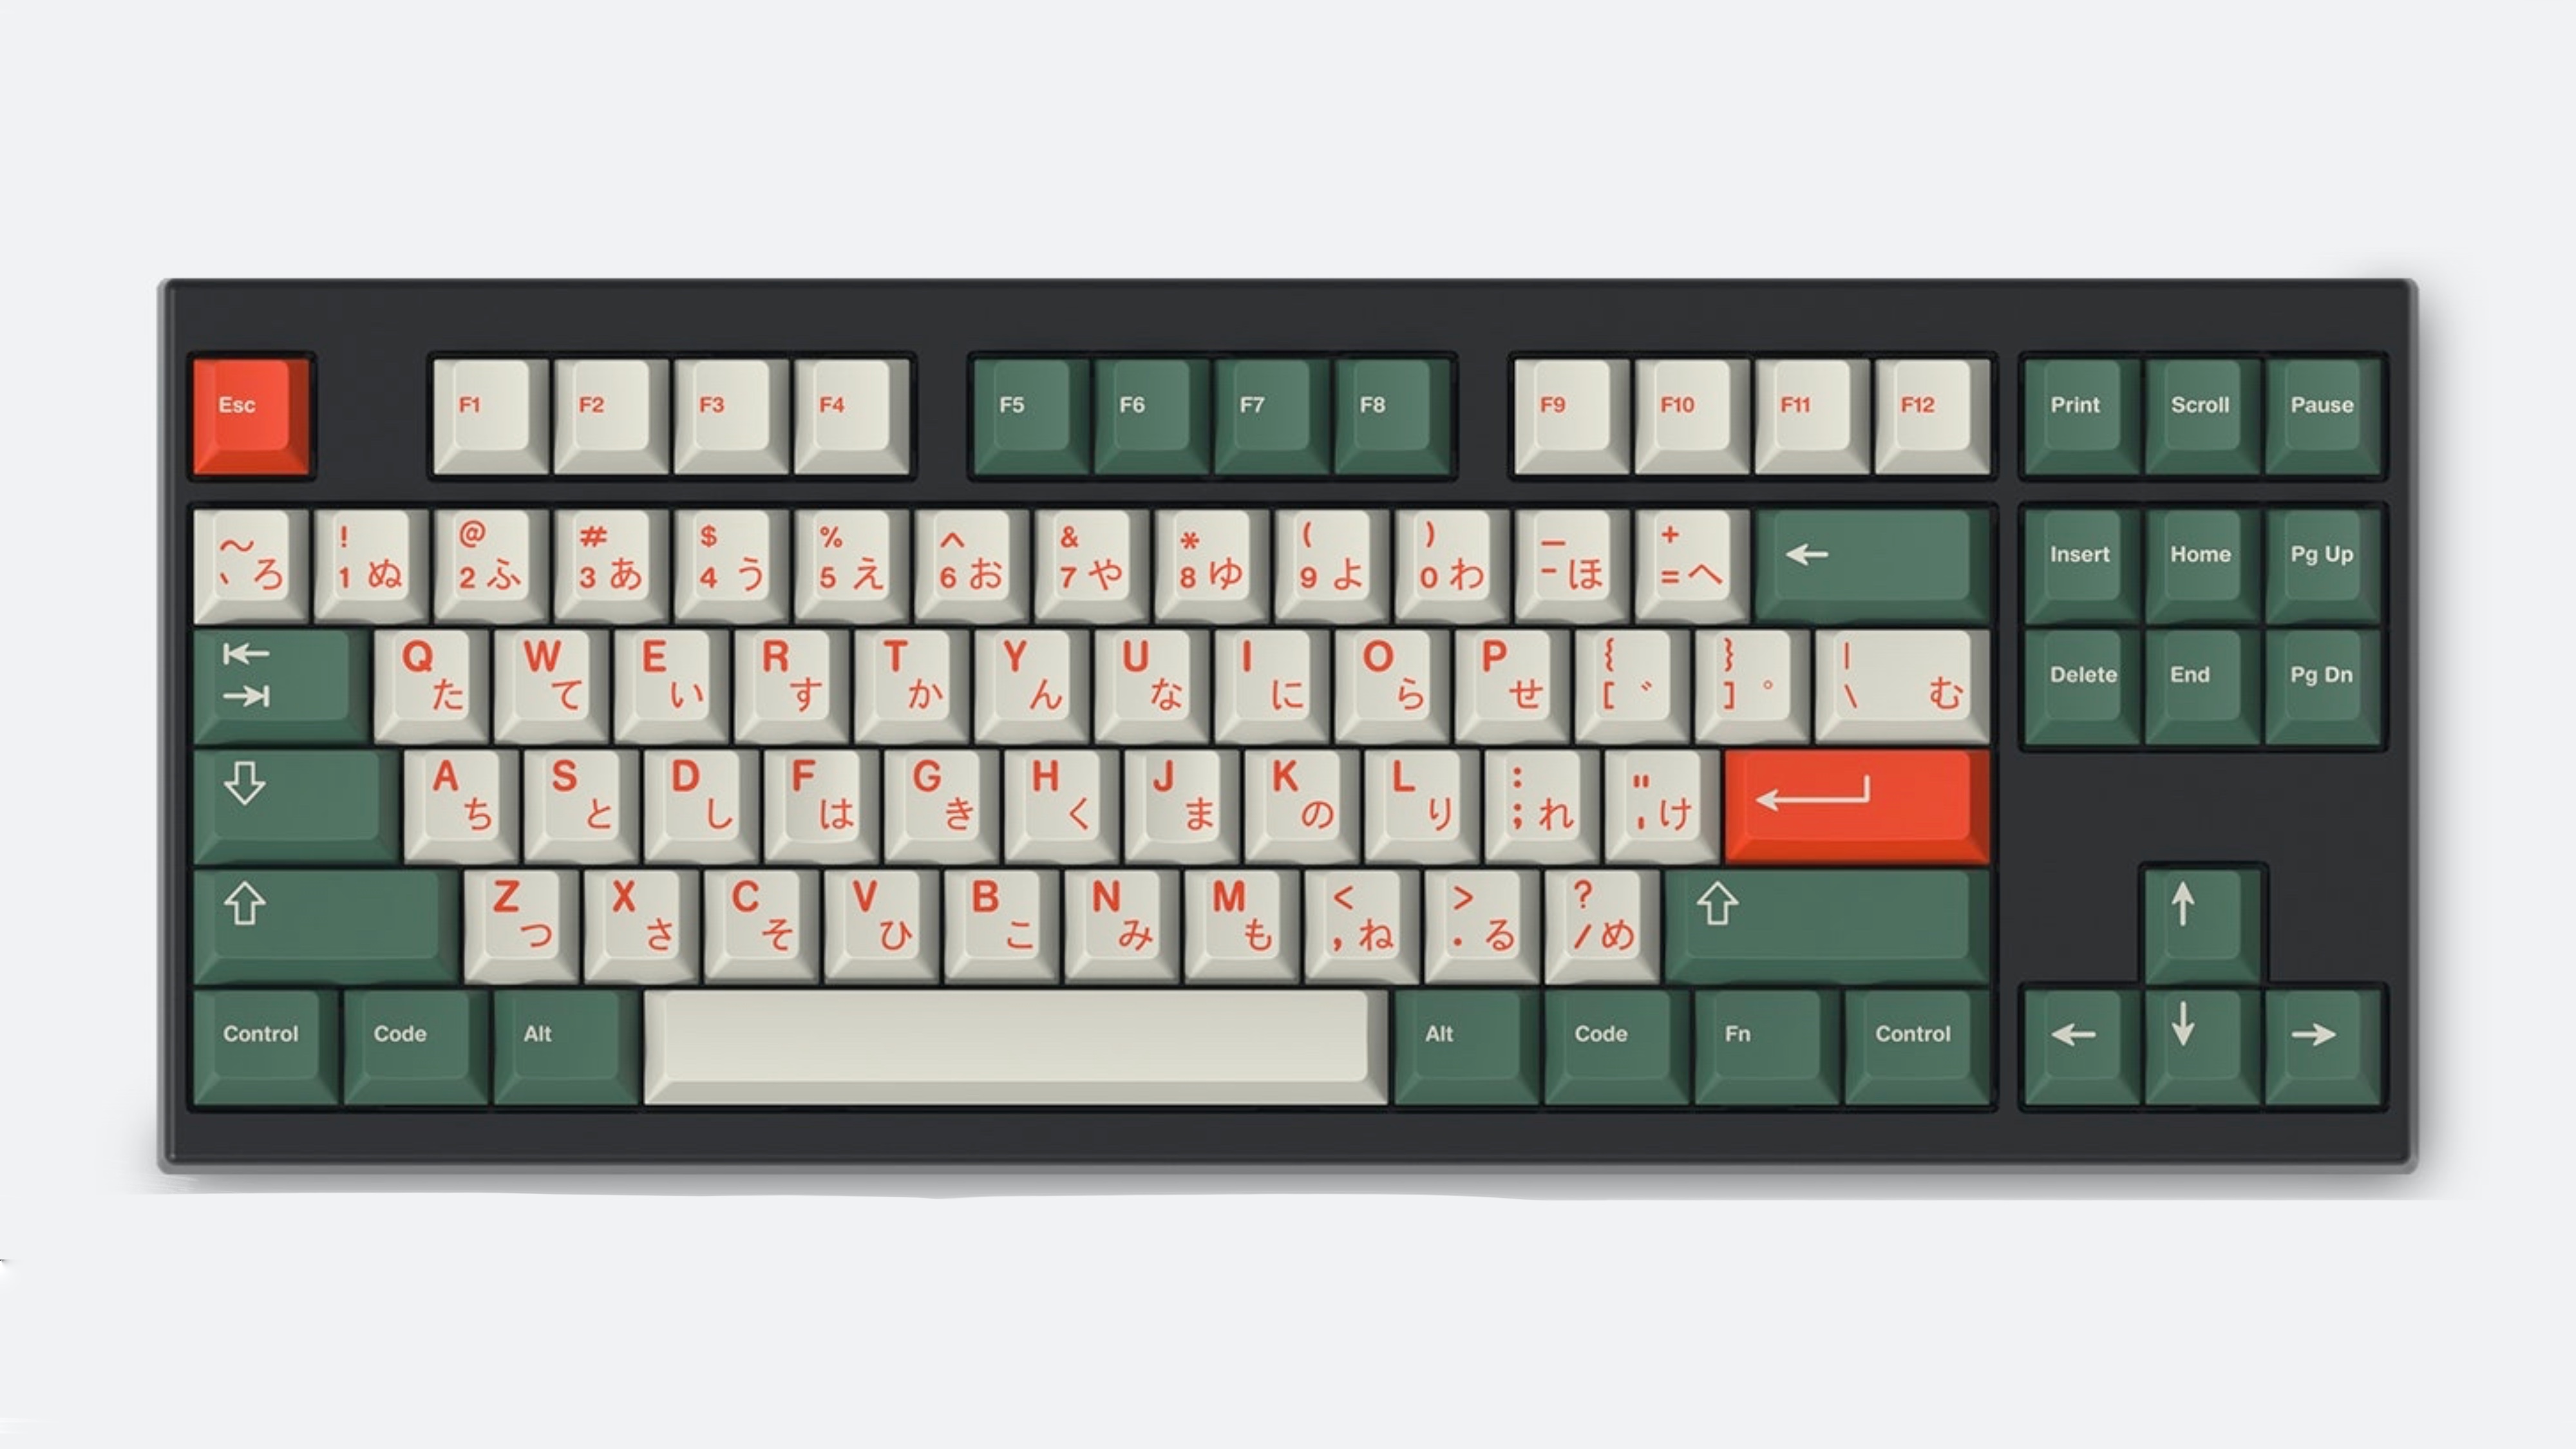 Esc F1 F2 F3 F4 F5 F6 F7 F8 F9 F10 F11 F12 Print Scroll Pause
~ ` ろ ! 1 ぬ @ 2 ふ # 3 あ $ 4 う % 5 え ^ 6 お & 7 や * 8 ゆ ( 9 よ ) 0 わ _ - ほ + = へ ← Insert Home Pg Up
⇤ ⇥ Q た W て E い R す T か Y ん U な I に O ら P せ { [ ゛ } ] ゜ | \ む Delete End Pg Dn
⇩ A ち S と D し F は G き H く J ま K の L り : ; れ " ' け ↵
⇧ Z つ X さ C そ V ひ B こ N み M も < , ね > . る ? / め ⇧ ↑
Control Code Alt Alt Code Fn Control ← ↓ →